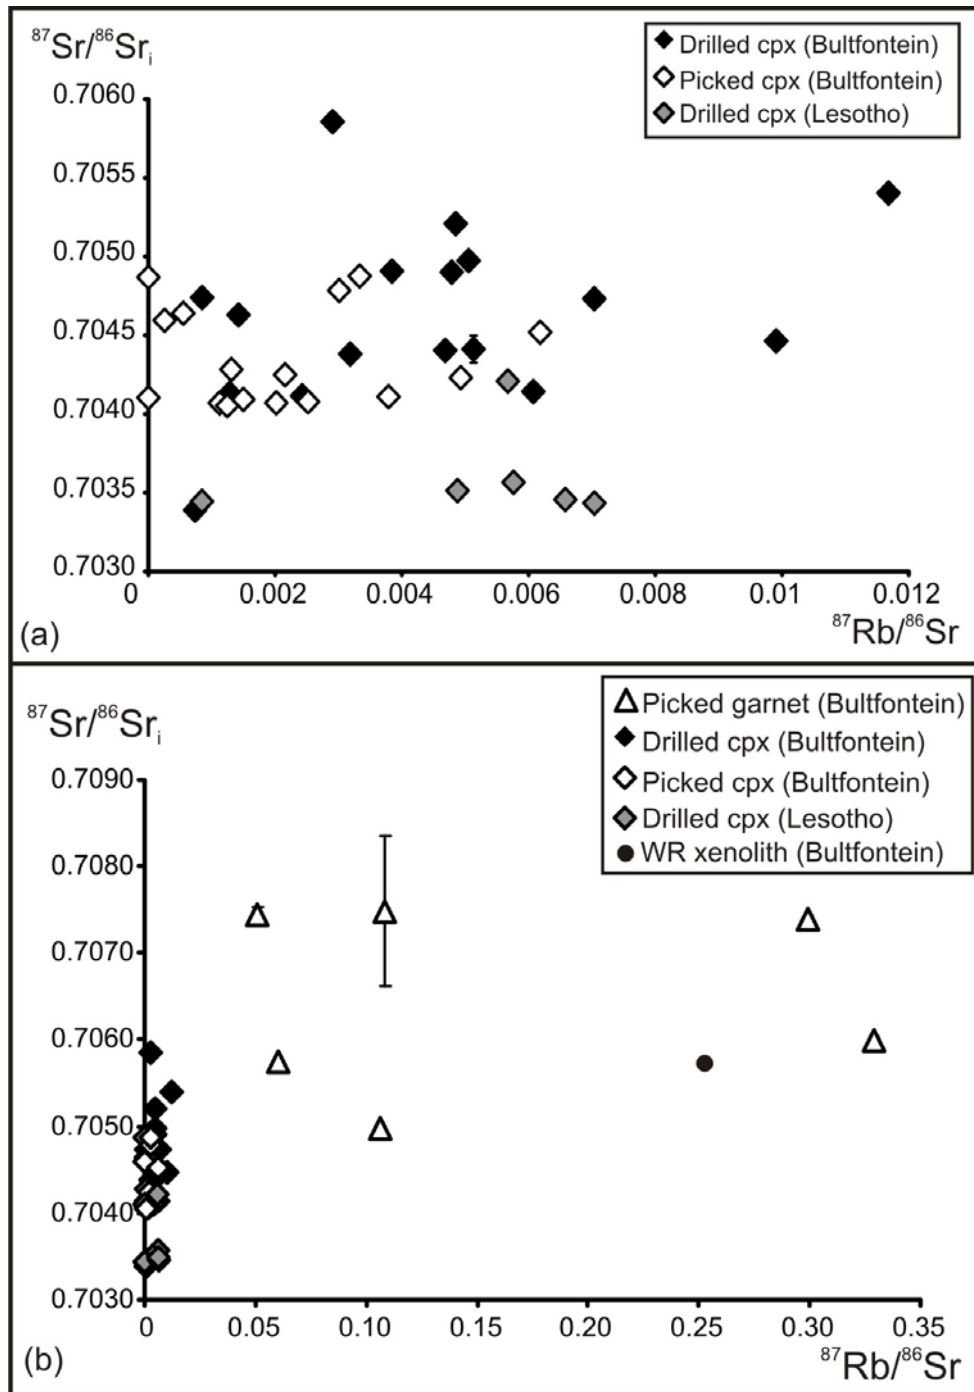 ⁸⁷Sr/⁸⁶Srᵢ
Drilled cpx (Bultfontein)
Picked cpx (Bultfontein)
Drilled cpx (Lesotho)
0.7060
0.7055
0.7050
0.7045
0.7040
0.7035
0.7030
0 0.002 0.004 0.006 0.008 0.01 0.012
⁸⁷Rb/⁸⁶Sr
(a)
⁸⁷Sr/⁸⁶Srᵢ
Picked garnet (Bultfontein)
Drilled cpx (Bultfontein)
Picked cpx (Bultfontein)
Drilled cpx (Lesotho)
WR xenolith (Bultfontein)
0.7090
0.7080
0.7070
0.7060
0.7050
0.7040
0.7030
0 0.05 0.10 0.15 0.20 0.25 0.30 0.35
⁸⁷Rb/⁸⁶Sr
(b)